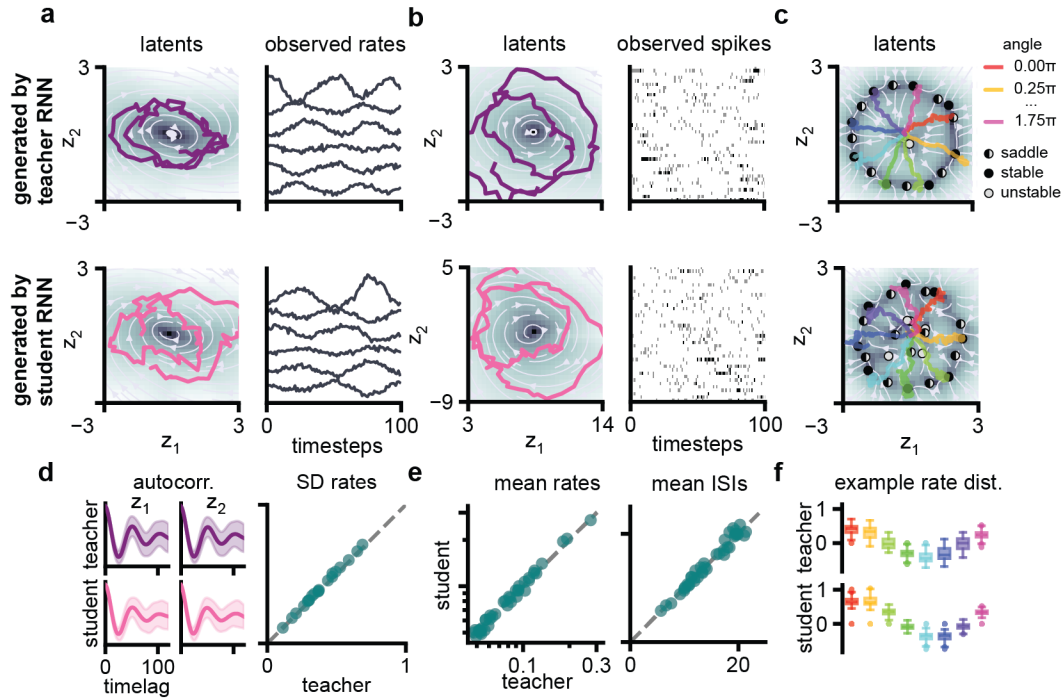 a
b
c
latents
observed rates
latents
observed spikes
latents
angle
0.00π
0.25π
...
1.75π
saddle
stable
unstable
generated by
teacher RNN
3
z2
−3
3
z2
−3
3
z2
−3
3
generated by
student RNN
3
z2
−3
z1
3
0
timesteps
100
5
z2
−9
3
z1
14
0
timesteps
100
3
z2
−3
z1
3
d
autocorr.
z1
z2
teacher
student
0
100
timelag
SD rates
0
1
teacher
e
mean rates
student
0.1
0.3
teacher
mean ISIs
0
20
f
example rate dist.
teacher
1
0
student
1
0